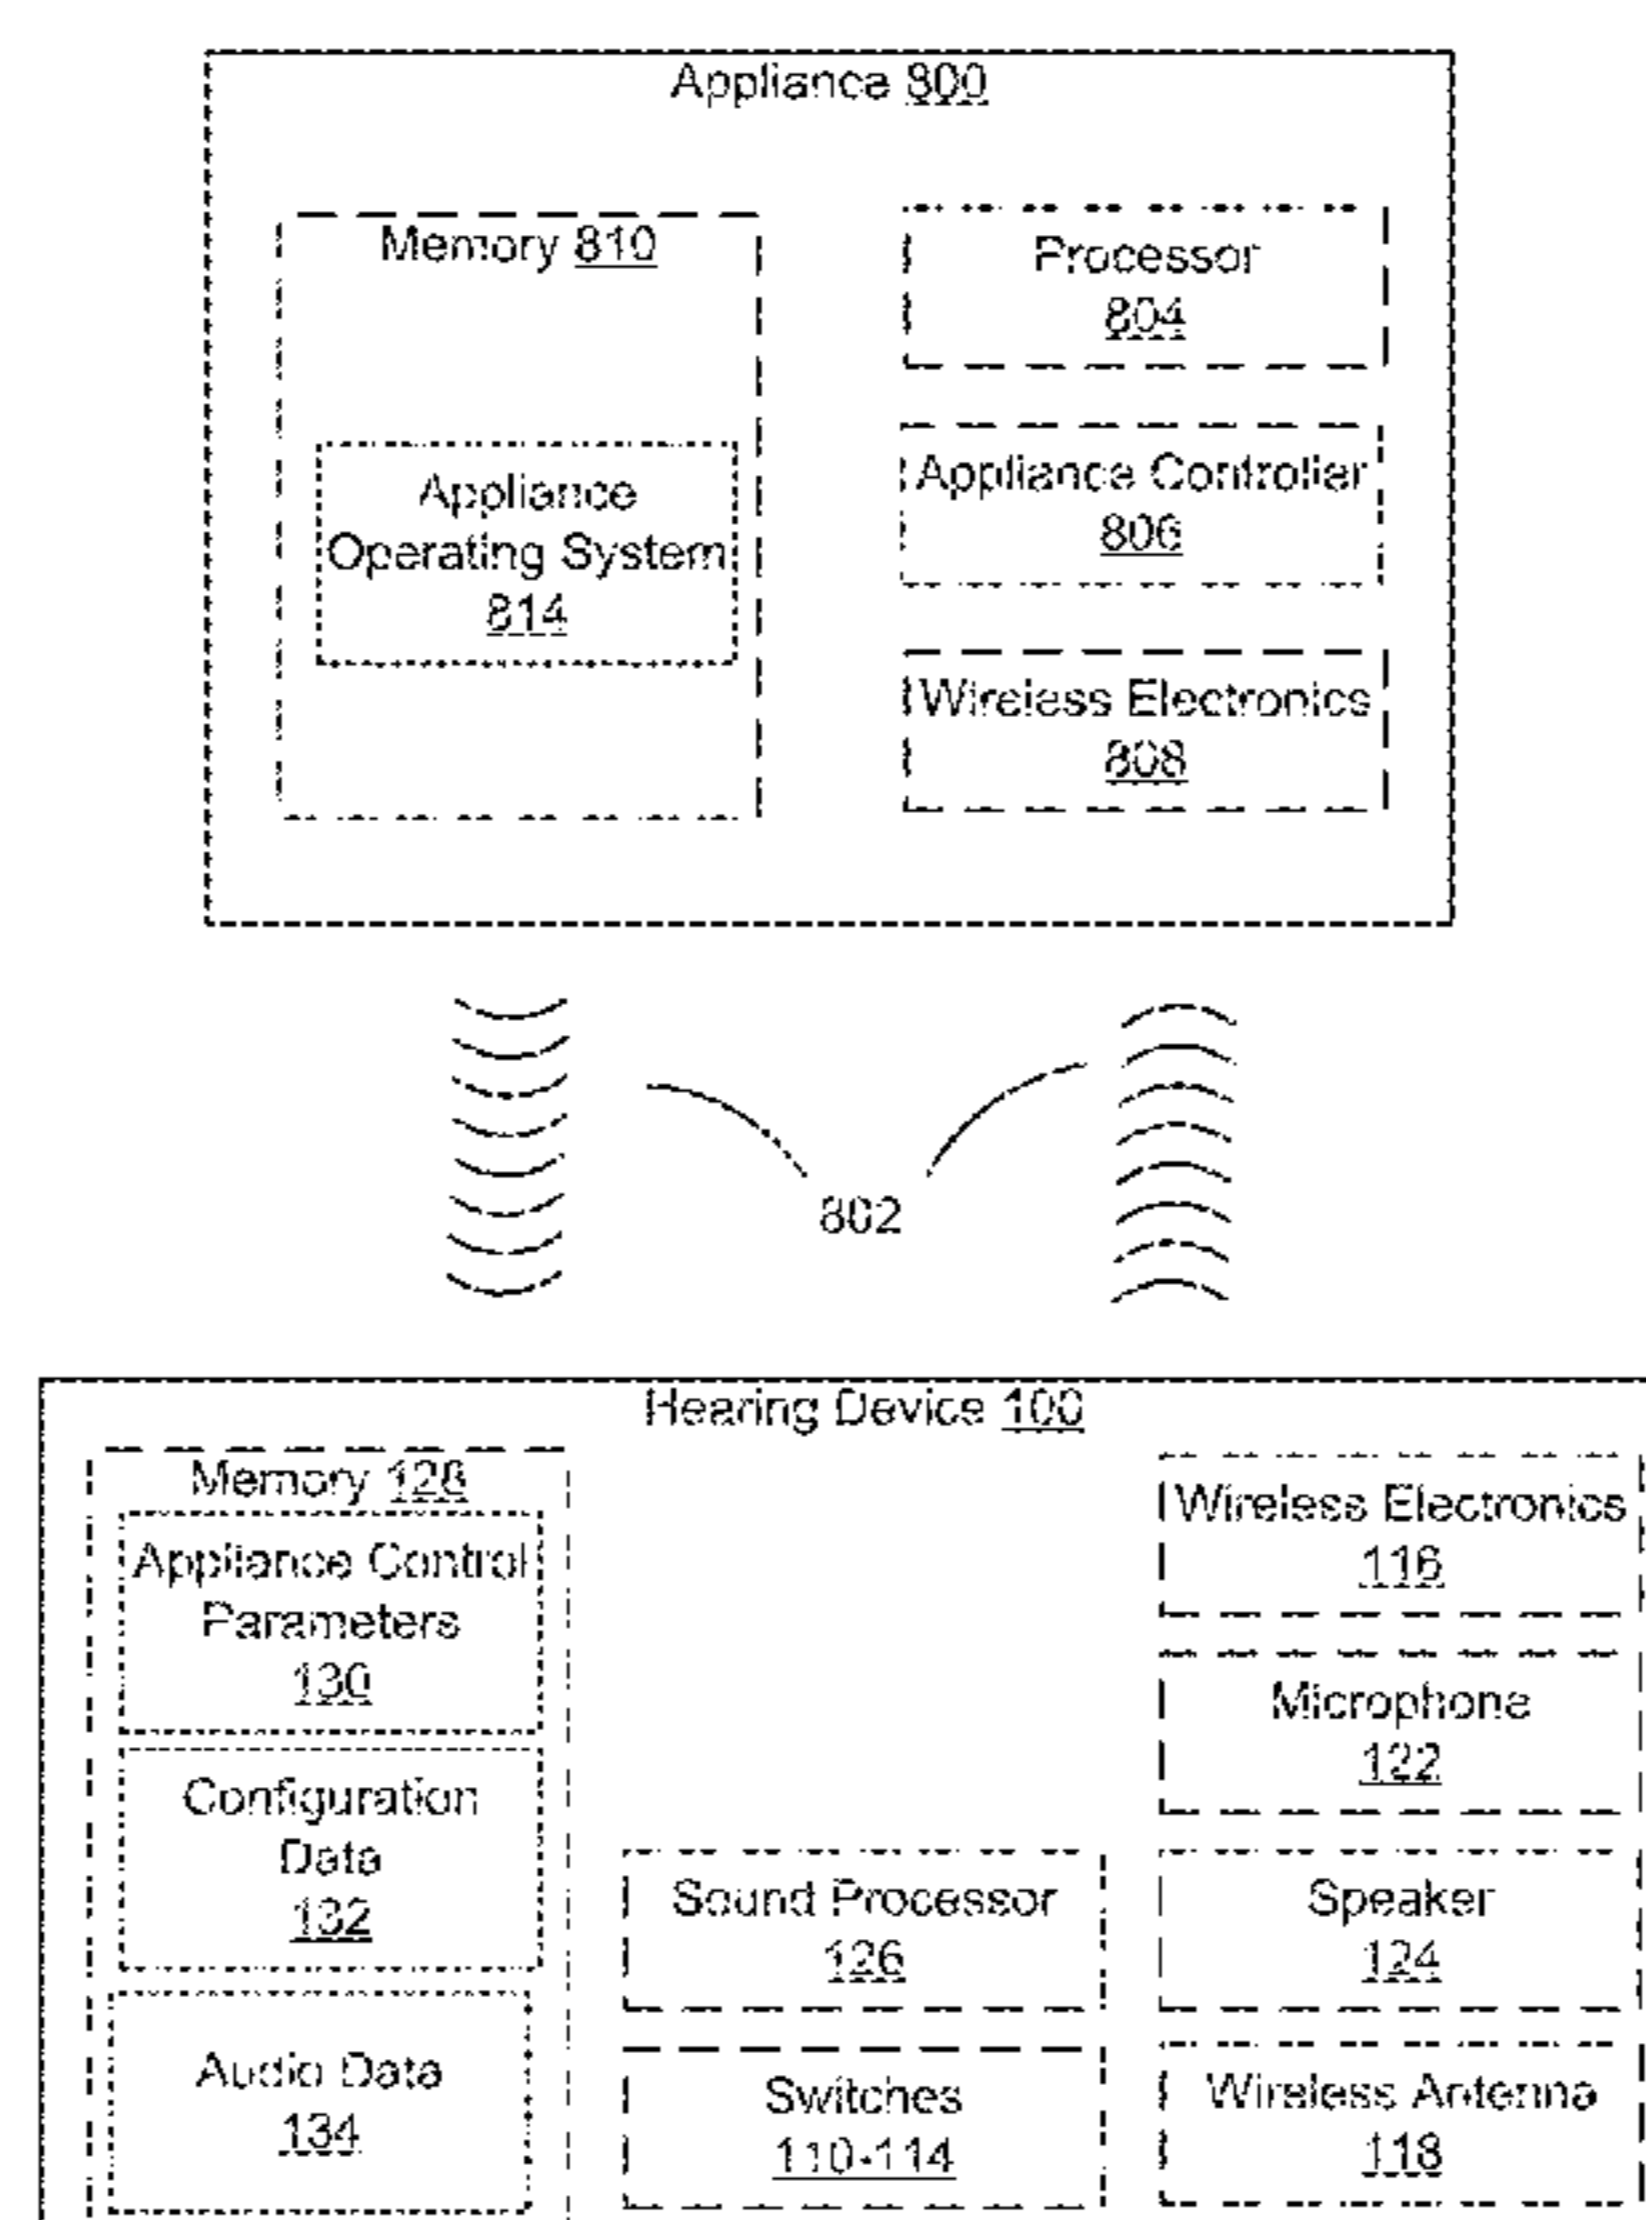 Appliance 800
Memory 810
Appliance
Operating System
814
Processor
804
Appliance Controller
806
Wireless Electronics
808
802
Hearing Device 100
Memory 128
Appliance Control
Parameters
130
Configuration
Data
132
Audio Data
134
Sound Processor
126
Switches
110-114
Wireless Electronics
116
Microphone
122
Speaker
124
Wireless Antenna
118